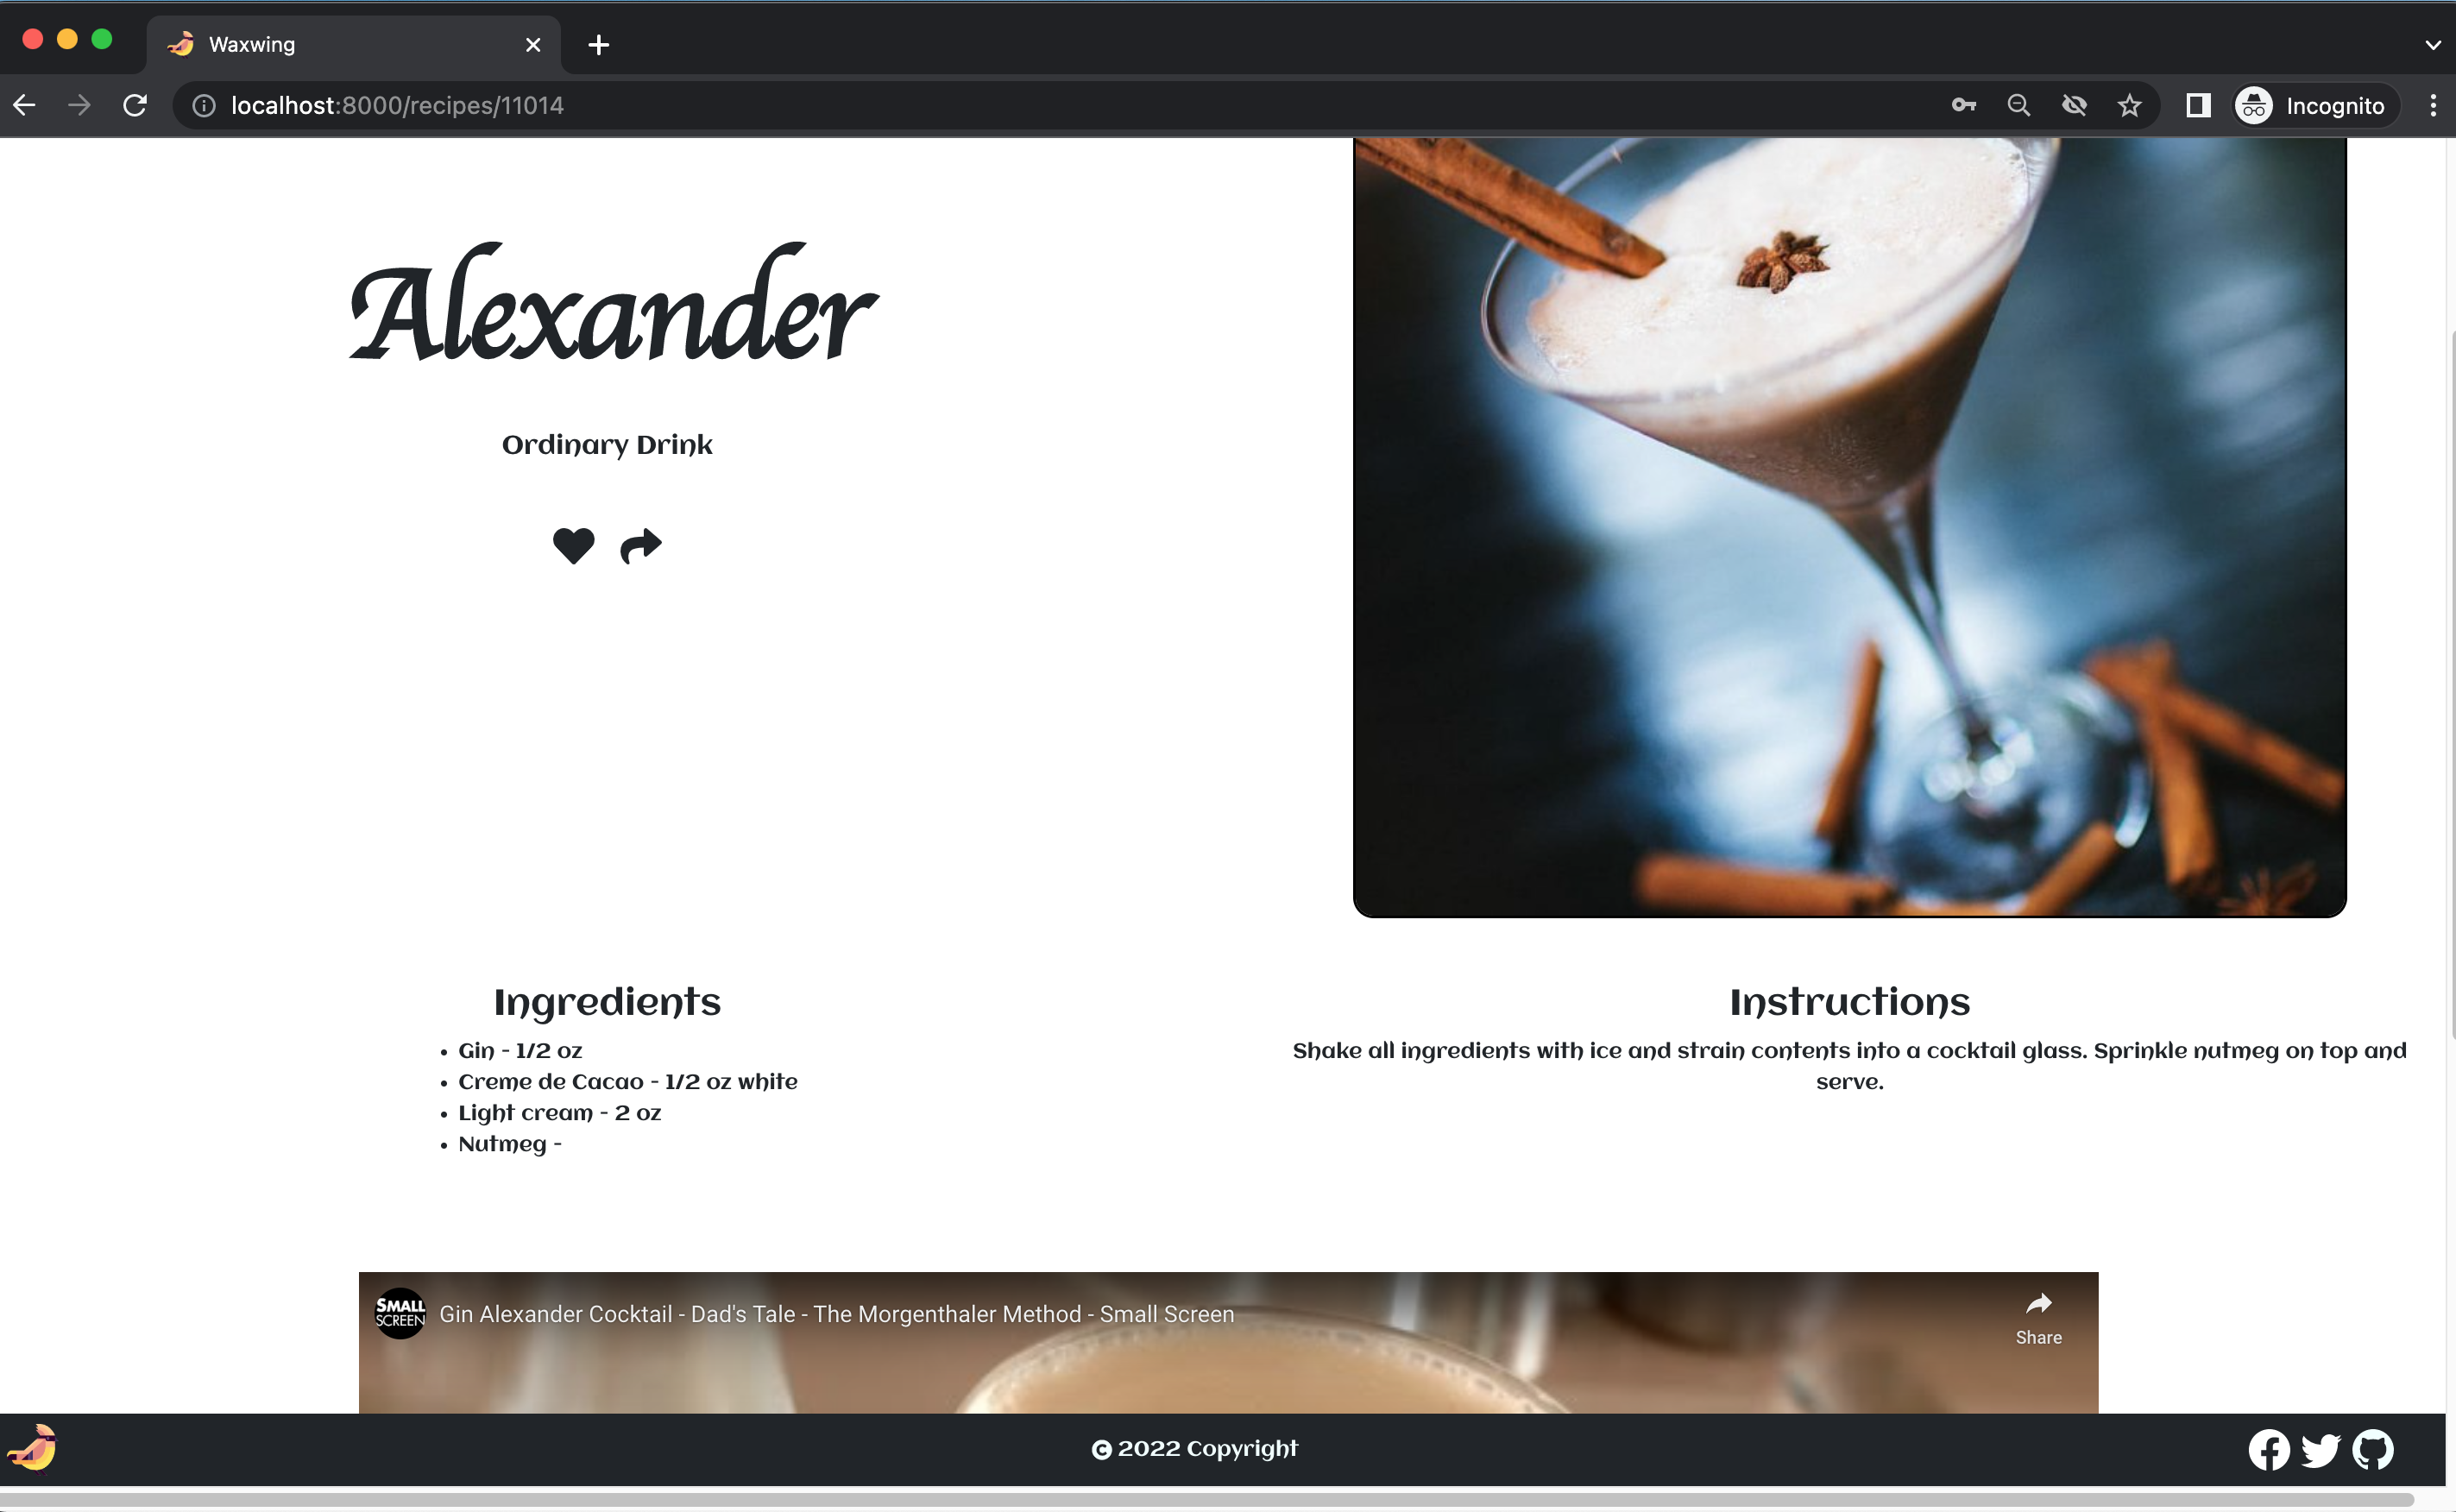 Waxwing
localhost:8000/recipes/11014
Incognito
Alexander
Ordinary Drink
Ingredients
• Gin - 1/2 oz
• Creme de Cacao - 1/2 oz white
• Light cream - 2 oz
• Nutmeg -
Instructions
Shake all ingredients with ice and strain contents into a cocktail glass. Sprinkle nutmeg on top and
serve.
SMALL
SCREEN
Gin Alexander Cocktail - Dad's Tale - The Morgenthaler Method - Small Screen
Share
© 2022 Copyright